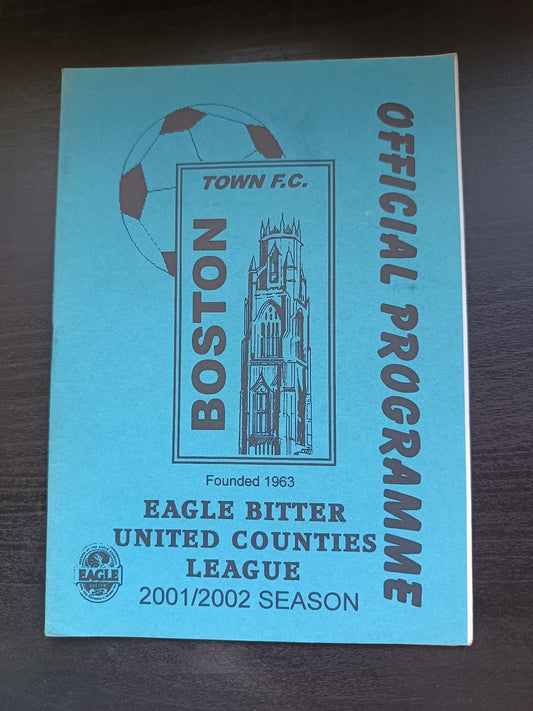 OFFICIAL PROGRAMME
TOWN F.C.
BOSTON
Founded 1963
EAGLE BITTER
UNITED COUNTIES
LEAGUE
2001/2002 SEASON
EAGLE